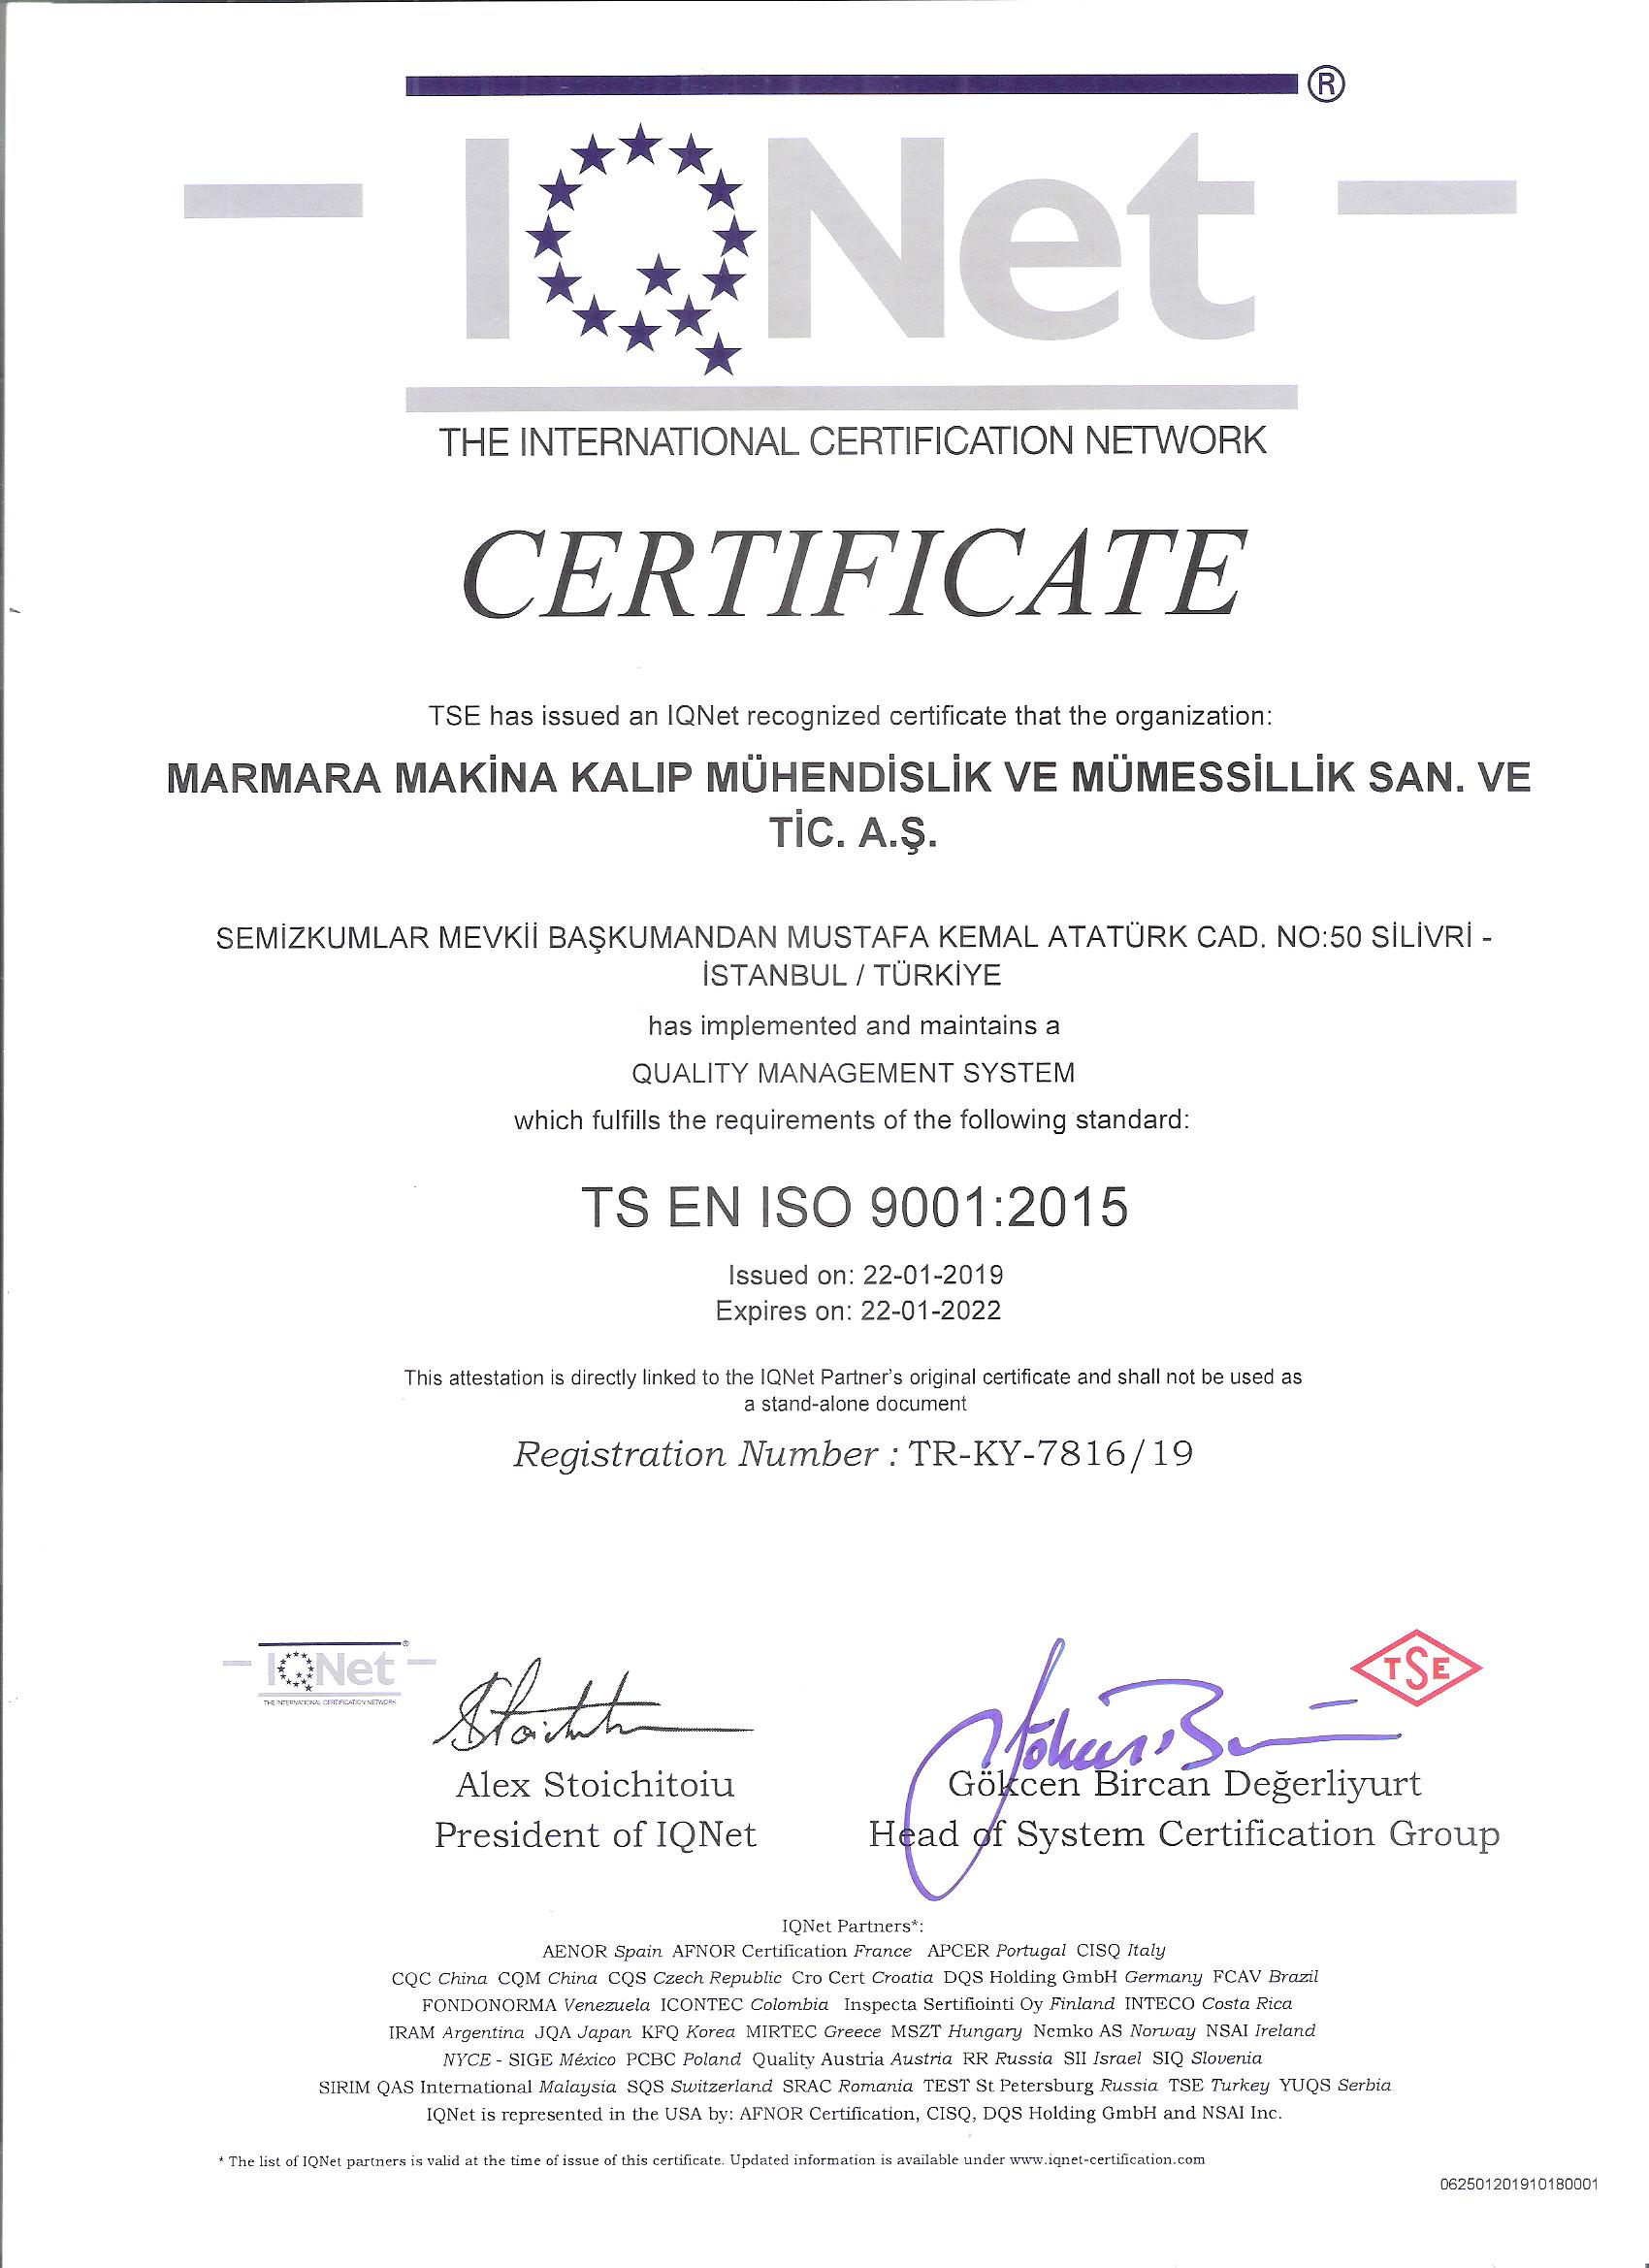 IQNet ®
THE INTERNATIONAL CERTIFICATION NETWORK
CERTIFICATE
TSE has issued an IQNet recognized certificate that the organization:
MARMARA MAKİNA KALIP MÜHENDİSLİK VE MÜMESSİLLİK SAN. VE
TİC. A.Ş.
SEMİZKUMLAR MEVKİİ BAŞKUMANDAN MUSTAFA KEMAL ATATÜRK CAD. NO:50 SİLİVRİ -
İSTANBUL / TÜRKİYE
has implemented and maintains a
QUALITY MANAGEMENT SYSTEM
which fulfills the requirements of the following standard:
TS EN ISO 9001:2015
Issued on: 22-01-2019
Expires on: 22-01-2022
This attestation is directly linked to the IQNet Partner's original certificate and shall not be used as
a stand-alone document
Registration Number : TR-KY-7816/19
IQNet ®
THE INTERNATIONAL CERTIFICATION NETWORK
TSE
Alex Stoichitoiu
President of IQNet
Gökcen Bircan Değerliyurt
Head of System Certification Group
IQNet Partners*:
AENOR Spain AFNOR Certification France APCER Portugal CISQ Italy
CQC China CQM China CQS Czech Republic Cro Cert Croatia DQS Holding GmbH Germany FCAV Brazil
FONDONORMA Venezuela ICONTEC Colombia Inspecta Sertifiointi Oy Finland INTECO Costa Rica
IRAM Argentina JQA Japan KFQ Korea MIRTEC Greece MSZT Hungary Nemko AS Norway NSAI Ireland
NYCE - SIGE México PCBC Poland Quality Austria Austria RR Russia SII Israel SIQ Slovenia
SIRIM QAS International Malaysia SQS Switzerland SRAC Romania TEST St Petersburg Russia TSE Turkey YUQS Serbia
IQNet is represented in the USA by: AFNOR Certification, CISQ, DQS Holding GmbH and NSAI Inc.
* The list of IQNet partners is valid at the time of issue of this certificate. Updated information is available under www.iqnet-certification.com
062501201910180001